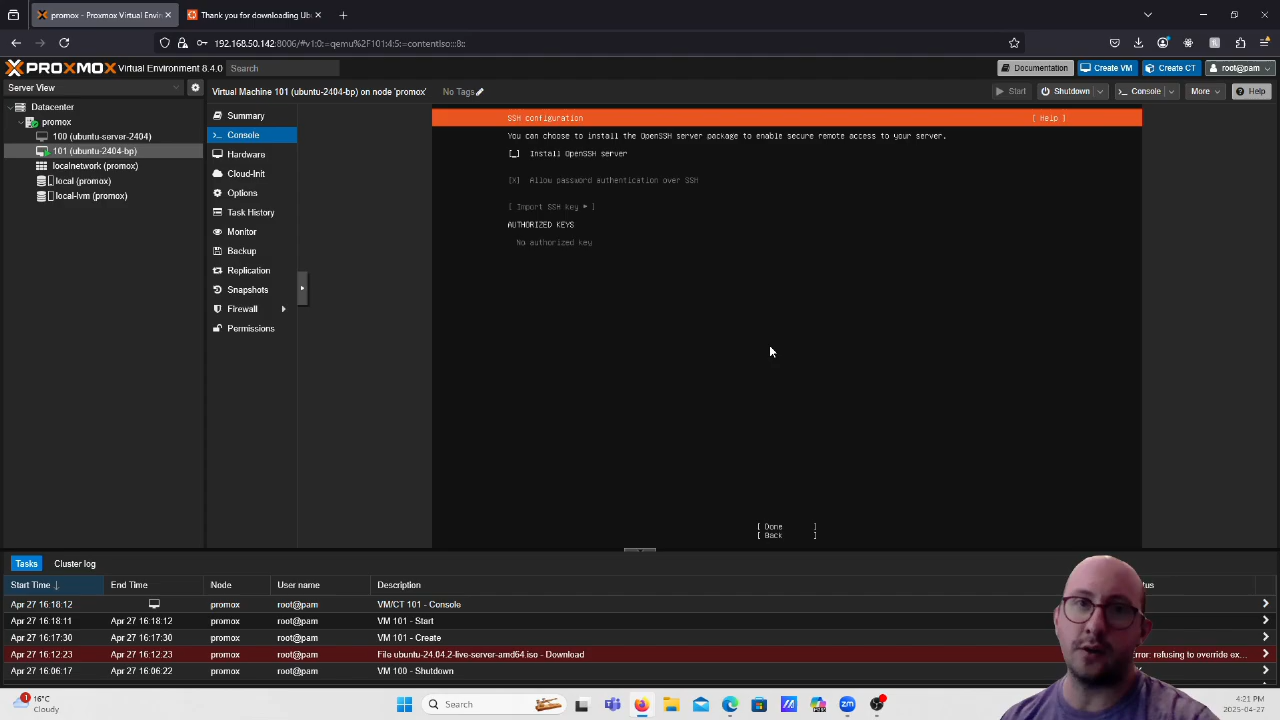 promox - Proxmox Virtual Envir
Thank you for downloading Ubu
192.168.50.142:8006/#v1:0:=qemu%2F101:4:5:=contentIso:::8::
PROXMOX Virtual Environment 8.4.0 Search
Documentation Create VM Create CT root@pam
Server View
Virtual Machine 101 (ubuntu-2404-bp) on node 'promox' No Tags
Start Shutdown Console More Help
Datacenter
promox
100 (ubuntu-server-2404)
101 (ubuntu-2404-bp)
localnetwork (promox)
local (promox)
local-lvm (promox)
Summary
Console
Hardware
Cloud-Init
Options
Task History
Monitor
Backup
Replication
Snapshots
Firewall
Permissions
SSH configuration [ Help ]
You can choose to install the OpenSSH server package to enable secure remote access to your server.
[_] Install OpenSSH server
[X] Allow password authentication over SSH
[ Import SSH key ▸ ]
AUTHORIZED KEYS
No authorized key
[ Done ]
[ Back ]
Tasks Cluster log
Start Time End Time Node User name Description
Apr 27 16:18:12 promox root@pam VM/CT 101 - Console
Apr 27 16:18:11 Apr 27 16:18:12 promox root@pam VM 101 - Start
Apr 27 16:17:30 Apr 27 16:17:30 promox root@pam VM 101 - Create
Apr 27 16:12:23 Apr 27 16:12:23 promox root@pam File ubuntu-24.04.2-live-server-amd64.iso - Download Error: refusing to override ex...
Apr 27 16:06:17 Apr 27 16:06:22 promox root@pam VM 100 - Shutdown
1 16°C
Cloudy
Search
zm
4:21 PM
2025-04-27